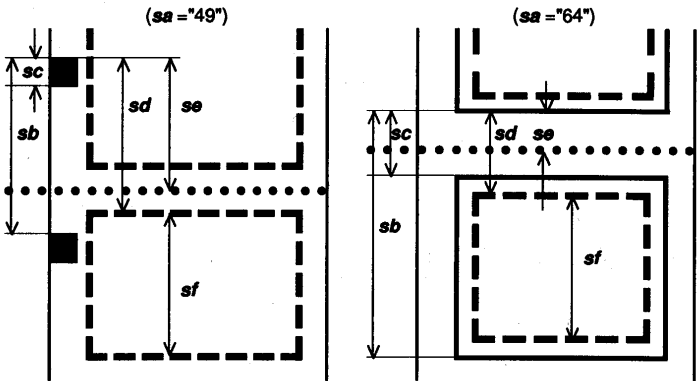 (sa ="49")
(sa ="64")
sc
sd
se
sb
sf
sc
sd
se
sb
sf